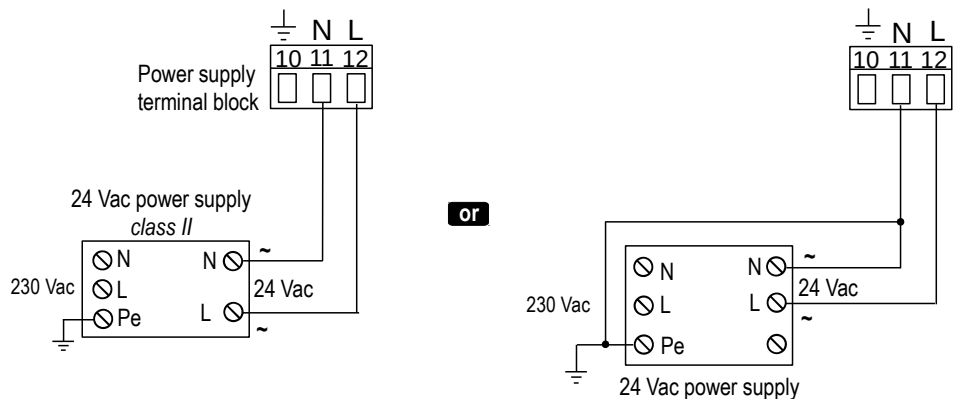 N L
10 11 12
Power supply
terminal block
24 Vac power supply
class II
N
N
~
230 Vac
L
24 Vac
L
Pe
~
or
N L
10 11 12
N
N
~
230 Vac
L
L
24 Vac
~
Pe
24 Vac power supply